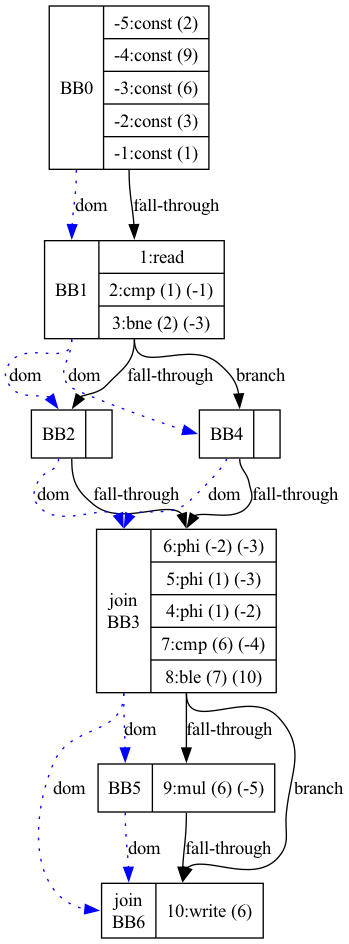 BB0
-5:const (2)
-4:const (9)
-3:const (6)
-2:const (3)
-1:const (1)
dom
fall-through
BB1
1:read
2:cmp (1) (-1)
3:bne (2) (-3)
dom
dom
fall-through
branch
BB2
BB4
dom
fall-through
dom
fall-through
join
BB3
6:phi (-2) (-3)
5:phi (1) (-3)
4:phi (1) (-2)
7:cmp (6) (-4)
8:ble (7) (10)
dom
fall-through
dom
branch
BB5
9:mul (6) (-5)
dom
fall-through
join
BB6
10:write (6)